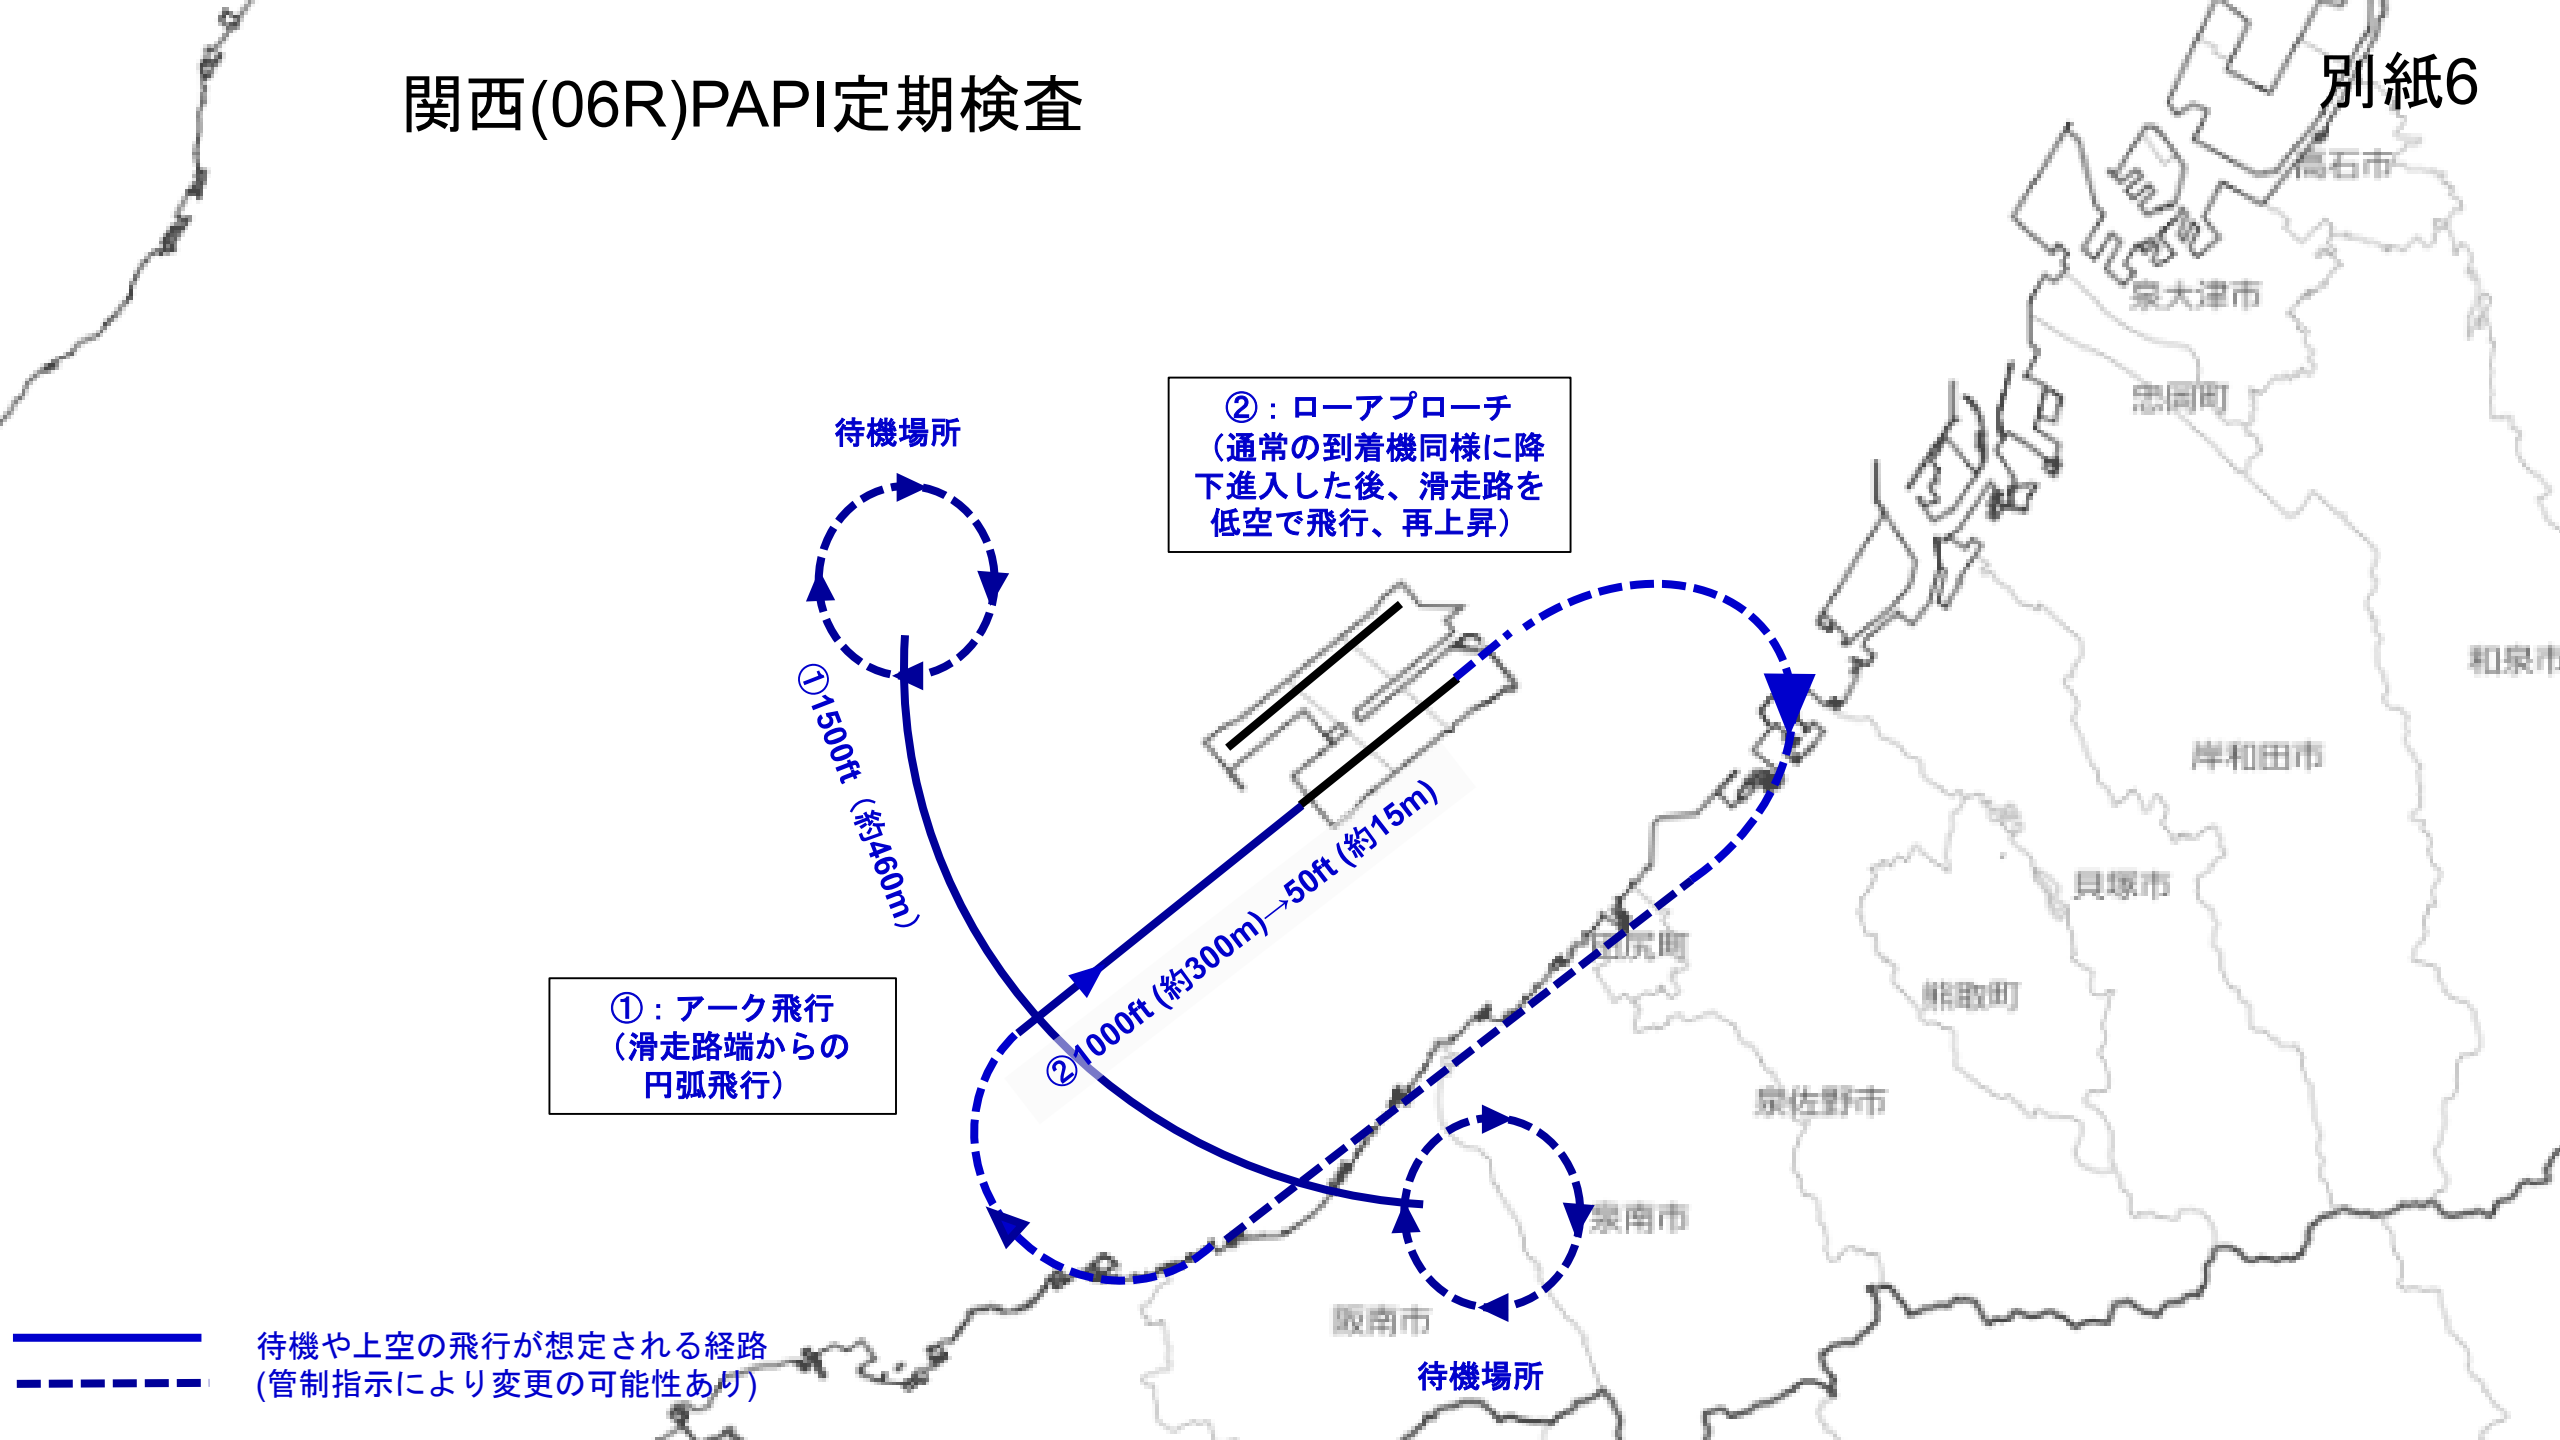 関西(06R)PAPI定期検査
別紙6
高石市
泉大津市
忠岡町
待機場所
②：ローアプローチ
（通常の到着機同様に降
下進入した後、滑走路を
低空で飛行、再上昇）
和泉市
岸和田市
①1500ft（約460m）
貝塚市
②1000ft (約300m)→50ft (約15m)
田尻町
熊取町
①：アーク飛行
（滑走路端からの
円弧飛行）
泉佐野市
泉南市
阪南市
待機場所
待機や上空の飛行が想定される経路
(管制指示により変更の可能性あり)